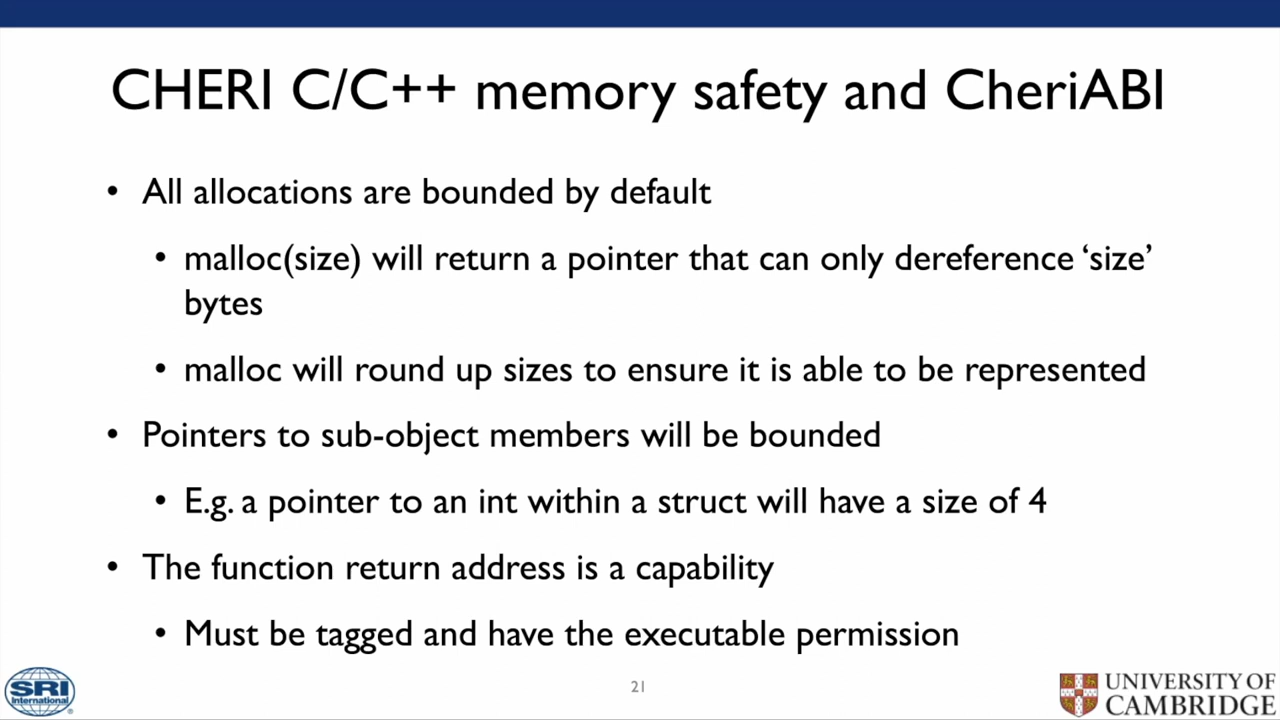 CHERI C/C++ memory safety and CheriABI
• All allocations are bounded by default
• malloc(size) will return a pointer that can only dereference ‘size’
bytes
• malloc will round up sizes to ensure it is able to be represented
• Pointers to sub-object members will be bounded
• E.g. a pointer to an int within a struct will have a size of 4
• The function return address is a capability
• Must be tagged and have the executable permission
SRI
International®
21
UNIVERSITY OF
CAMBRIDGE